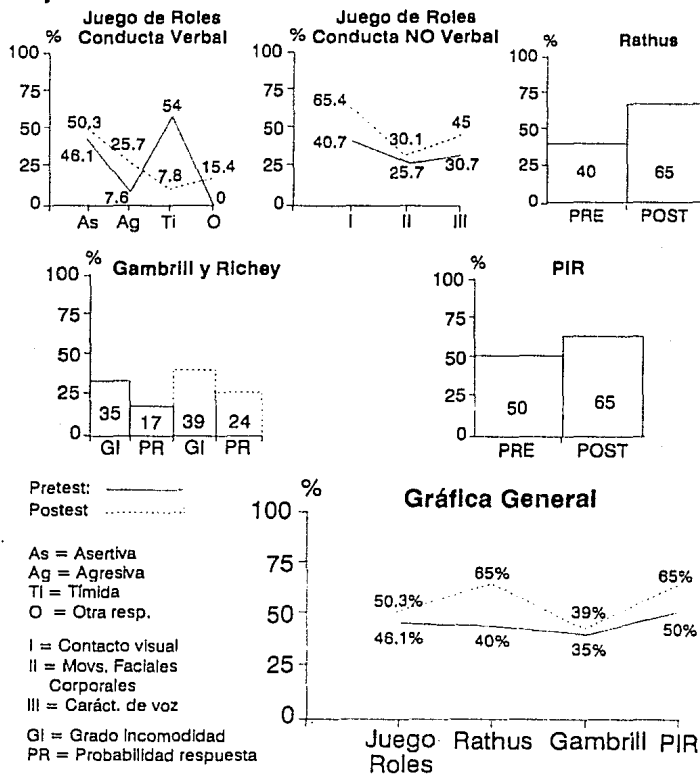 Juego de Roles
Conducta Verbal
%
100
75
50
25
0
50.3
46.1
25.7
7.6
54
7.8
15.4
0
As Ag Ti O
Juego de Roles
% Conducta NO Verbal
100
75
50
25
0
65.4
40.7
30.1
25.7
45
30.7
I II III
% Rathus
100
75
50
25
0
40 65
PRE POST
% Gambrill y Richey
100
75
50
25
0
35 17 39 24
GI PR GI PR
% PIR
100
75
50
25
0
50 65
PRE POST
Pretest:
Postest
As = Asertiva
Ag = Agresiva
TI = Tímida
O = Otra resp.
I = Contacto visual
II = Movs. Faciales
Corporales
III = Caráct. de voz
GI = Grado Incomodidad
PR = Probabilidad respuesta
% Gráfica General
100
75
50
25
0
50.3% 65% 39% 65%
46.1% 40% 35% 50%
Juego Rathus Gambrill PIR
Roles